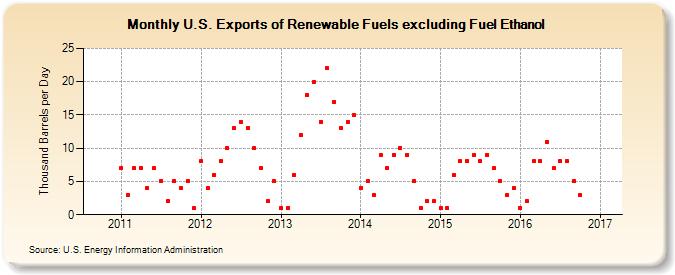 Monthly U.S. Exports of Renewable Fuels excluding Fuel Ethanol
Thousand Barrels per Day
25
20
15
10
5
0
2011 2012 2013 2014 2015 2016 2017
Source: U.S. Energy Information Administration